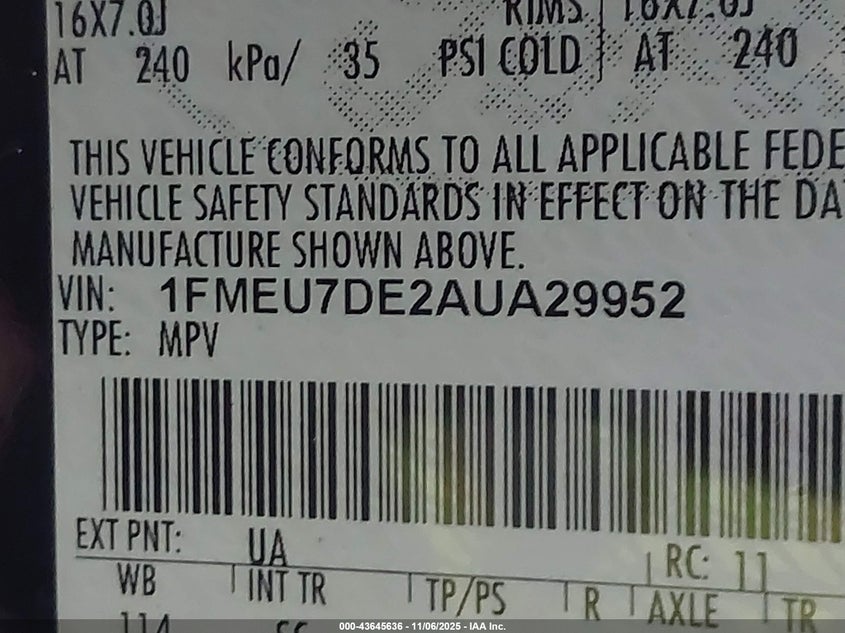 16X7.0J RIMS 16X7.0J
AT 240 kPa/ 35 PSI COLD AT 240
THIS VEHICLE CONFORMS TO ALL APPLICABLE FEDE
VEHICLE SAFETY STANDARDS IN EFFECT ON THE DA
MANUFACTURE SHOWN ABOVE.
VIN: 1FMEU7DE2AUA29952
TYPE: MPV
EXT PNT: UA RC: 11
WB INT TR TP/PS R AXLE TR
114
000-43645636 - 11/06/2025 - IAA Inc.